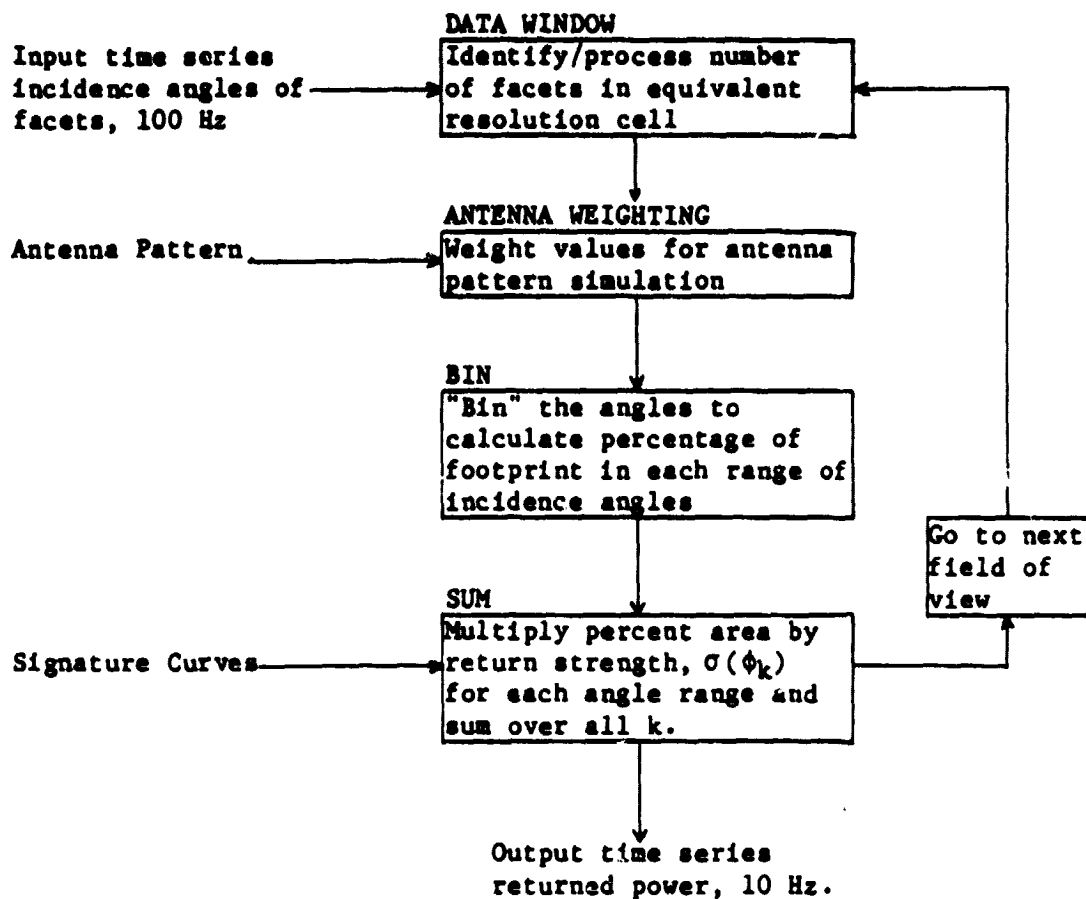 DATA WINDOW
Input time series
incidence angles of
facets, 100 Hz
Identify/process number
of facets in equivalent
resolution cell
ANTENNA WEIGHTING
Antenna Pattern
Weight values for antenna
pattern simulation
BIN
"Bin" the angles to
calculate percentage of
footprint in each range of
incidence angles
Go to next
field of
view
SUM
Signature Curves
Multiply percent area by
return strength, σ(ϕk)
for each angle range and
sum over all k.
Output time series
returned power, 10 Hz.